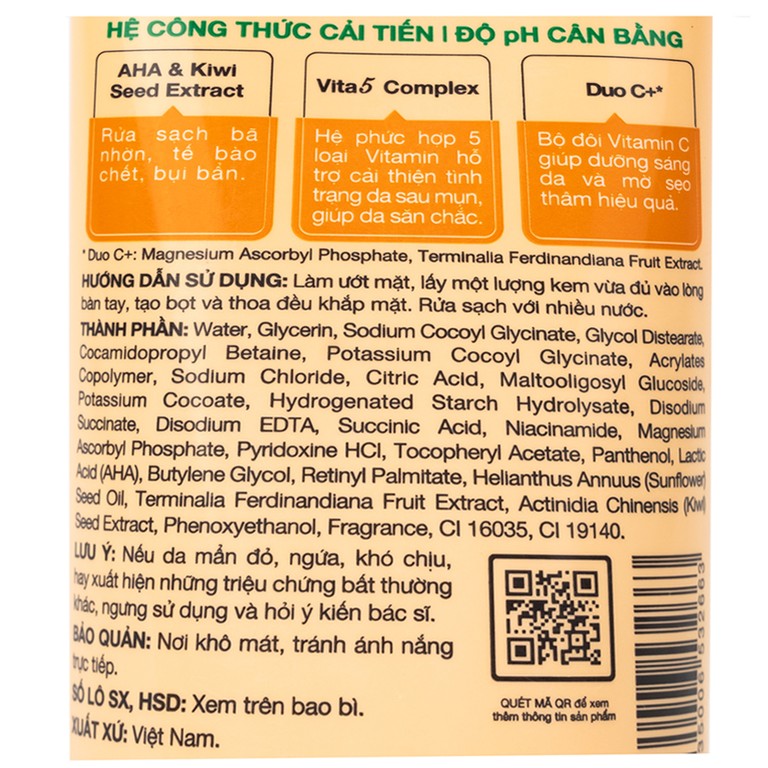 HỆ CÔNG THỨC CẢI TIẾN | ĐỘ pH CÂN BẰNG
AHA & Kiwi
Seed Extract
Rửa sạch bã
nhờn, tế bào
chết, bụi bẩn.
Vita5 Complex
Hệ phức hợp 5
loại Vitamin hỗ
trợ cải thiện tình
trạng da sau mụn,
giúp da săn chắc.
Duo C+*
Bộ đôi Vitamin C
giúp dưỡng sáng
da và mờ sẹo
thâm hiệu quả.
* Duo C+: Magnesium Ascorbyl Phosphate, Terminalia Ferdinandiana Fruit Extract.
HƯỚNG DẪN SỬ DỤNG: Làm ướt mặt, lấy một lượng kem vừa đủ vào lòng
bàn tay, tạo bọt và thoa đều khắp mặt. Rửa sạch với nhiều nước.
THÀNH PHẦN: Water, Glycerin, Sodium Cocoyl Glycinate, Glycol Distearate,
Cocamidopropyl Betaine, Potassium Cocoyl Glycinate, Acrylates
Copolymer, Sodium Chloride, Citric Acid, Maltooligosyl Glucoside,
Potassium Cocoate, Hydrogenated Starch Hydrolysate, Disodium
Succinate, Disodium EDTA, Succinic Acid, Niacinamide, Magnesium
Ascorbyl Phosphate, Pyridoxine HCl, Tocopheryl Acetate, Panthenol, Lactic
Acid (AHA), Butylene Glycol, Retinyl Palmitate, Helianthus Annuus (Sunflower)
Seed Oil, Terminalia Ferdinandiana Fruit Extract, Actinidia Chinensis (Kiwi)
Seed Extract, Phenoxyethanol, Fragrance, CI 16035, CI 19140.
LƯU Ý: Nếu da mẩn đỏ, ngứa, khó chịu,
hay xuất hiện những triệu chứng bất thường
khác, ngưng sử dụng và hỏi ý kiến bác sĩ.
BẢO QUẢN: Nơi khô mát, tránh ánh nắng
trực tiếp.
SỐ LÔ SX, HSD: Xem trên bao bì.
XUẤT XỨ: Việt Nam.
QUÉT MÃ QR để xem
thêm thông tin sản phẩm